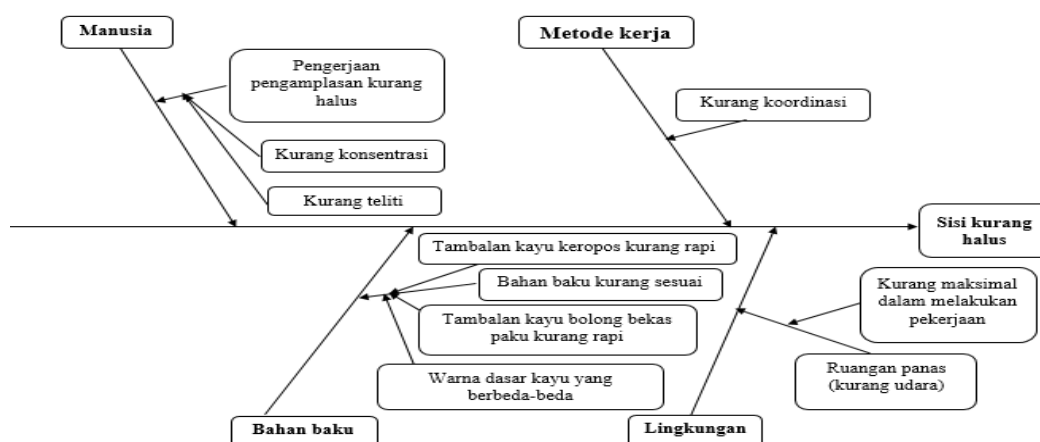 Manusia
Metode kerja
Pengerjaan
pengamplasan kurang
halus
Kurang koordinasi
Kurang konsentrasi
Kurang teliti
Sisi kurang
halus
Tambalan kayu keropos kurang rapi
Bahan baku kurang sesuai
Tambalan kayu bolong bekas
paku kurang rapi
Warna dasar kayu yang
berbeda-beda
Kurang maksimal
dalam melakukan
pekerjaan
Ruangan panas
(kurang udara)
Bahan baku
Lingkungan